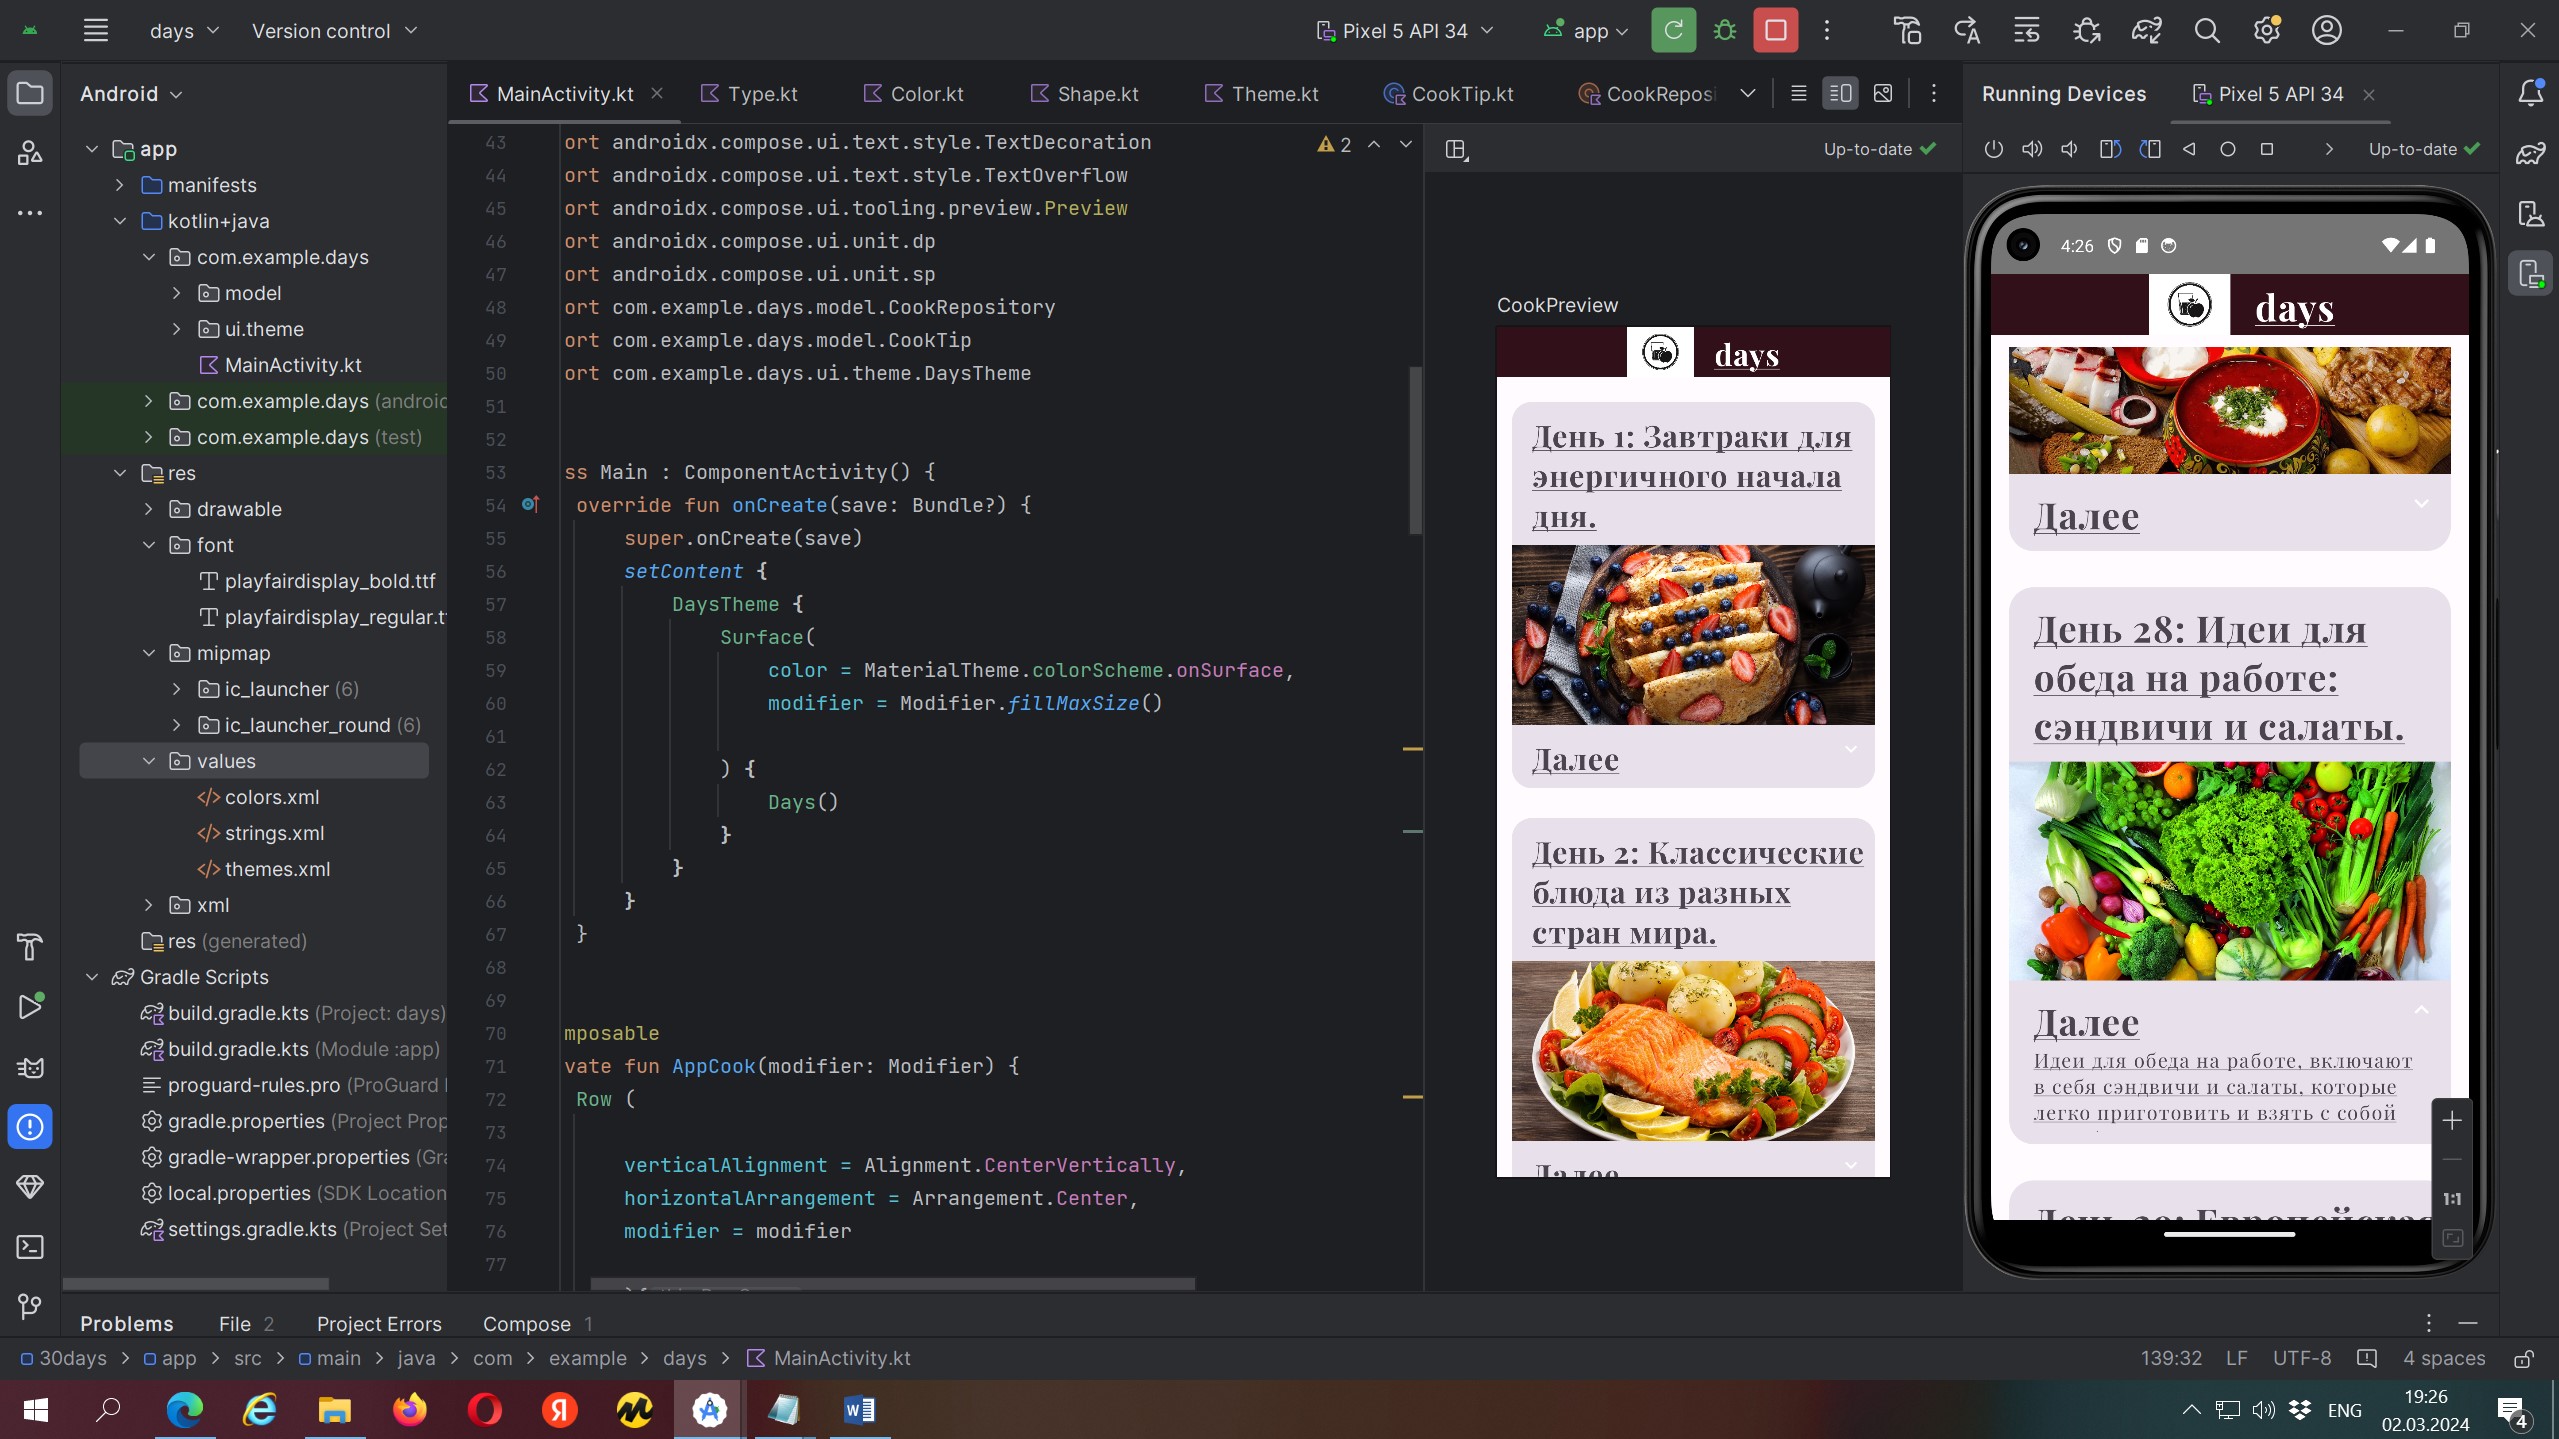 days
Version control
Pixel 5 API 34
app
Android
MainActivity.kt
Type.kt
Color.kt
Shape.kt
Theme.kt
CookTip.kt
CookReposi
Running Devices
Pixel 5 API 34
app
manifests
kotlin+java
com.example.days
model
ui.theme
MainActivity.kt
com.example.days (android
com.example.days (test)
res
drawable
font
playfairdisplay_bold.ttf
playfairdisplay_regular.tt
mipmap
ic_launcher (6)
ic_launcher_round (6)
values
colors.xml
strings.xml
themes.xml
xml
res (generated)
Gradle Scripts
build.gradle.kts (Project: days)
build.gradle.kts (Module :app)
proguard-rules.pro (ProGuard
gradle.properties (Project Prop
gradle-wrapper.properties (Gra
local.properties (SDK Location
settings.gradle.kts (Project Set
2
43 ort androidx.compose.ui.text.style.TextDecoration
44 ort androidx.compose.ui.text.style.TextOverflow
45 ort androidx.compose.ui.tooling.preview.Preview
46 ort androidx.compose.ui.unit.dp
47 ort androidx.compose.ui.unit.sp
48 ort com.example.days.model.CookRepository
49 ort com.example.days.model.CookTip
50 ort com.example.days.ui.theme.DaysTheme
51
52
53 ss Main : ComponentActivity() {
54 override fun onCreate(save: Bundle?) {
55 super.onCreate(save)
56 setContent {
57 DaysTheme {
58 Surface(
59 color = MaterialTheme.colorScheme.onSurface,
60 modifier = Modifier.fillMaxSize()
61
62 ) {
63 Days()
64 }
65 }
66 }
67 }
68
69
70 mposable
71 vate fun AppCook(modifier: Modifier) {
72 Row (
73
74 verticalAlignment = Alignment.CenterVertically,
75 horizontalArrangement = Arrangement.Center,
76 modifier = modifier
77
Up-to-date
CookPreview
days
День 1: Завтраки для
энергичного начала
дня.
Далее
День 2: Классические
блюда из разных
стран мира.
Далее
Up-to-date
4:26
days
Далее
День 28: Идеи для
обеда на работе:
сэндвичи и салаты.
Далее
Идеи для обеда на работе, включают
в себя сэндвичи и салаты, которые
легко приготовить и взять с собой
1:1
Problems
File 2
Project Errors
Compose 1
30days > app > src > main > java > com > example > days > MainActivity.kt
139:32
LF
UTF-8
4 spaces
ENG
19:26
02.03.2024
4